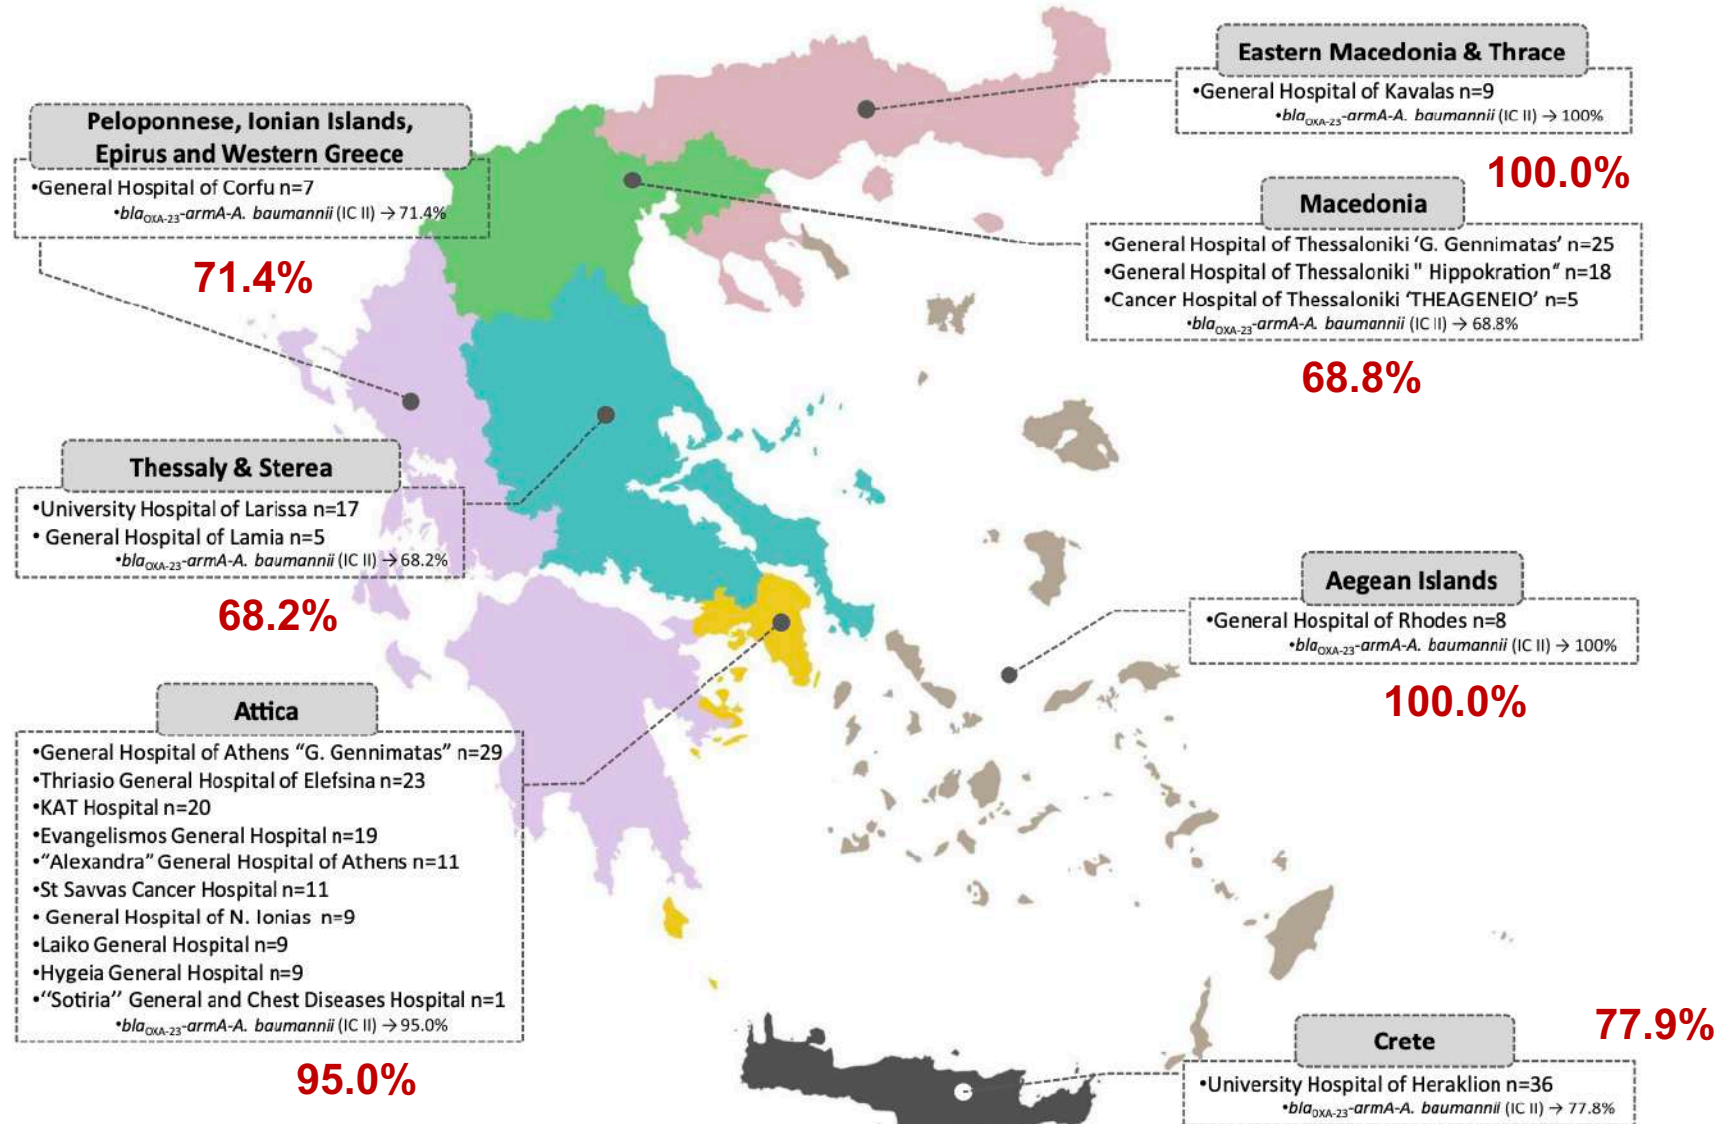 Eastern Macedonia & Thrace
•General Hospital of Kavalas n=9
•blaOXA-23-armA-A. baumannii (IC II) → 100%
100.0%
Peloponnese, Ionian Islands,
Epirus and Western Greece
•General Hospital of Corfu n=7
•blaOXA-23-armA-A. baumannii (IC II) → 71.4%
71.4%
Macedonia
•General Hospital of Thessaloniki ‘G. Gennimatas’ n=25
•General Hospital of Thessaloniki " Hippokration” n=18
•Cancer Hospital of Thessaloniki ‘THEAGENEIO’ n=5
•blaOXA-23-armA-A. baumannii (IC II) → 68.8%
68.8%
Thessaly & Sterea
•University Hospital of Larissa n=17
• General Hospital of Lamia n=5
•blaOXA-23-armA-A. baumannii (IC II) → 68.2%
68.2%
Aegean Islands
•General Hospital of Rhodes n=8
•blaOXA-23-armA-A. baumannii (IC II) → 100%
100.0%
Attica
•General Hospital of Athens “G. Gennimatas” n=29
•Thriasio General Hospital of Elefsina n=23
•KAT Hospital n=20
•Evangelismos General Hospital n=19
•“Alexandra” General Hospital of Athens n=11
•St Savvas Cancer Hospital n=11
• General Hospital of N. Ionias n=9
•Laiko General Hospital n=9
•Hygeia General Hospital n=9
•‘‘Sotiria’’ General and Chest Diseases Hospital n=1
•blaOXA-23-armA-A. baumannii (IC II) → 95.0%
95.0%
Crete
77.9%
•University Hospital of Heraklion n=36
•blaOXA-23-armA-A. baumannii (IC II) → 77.8%